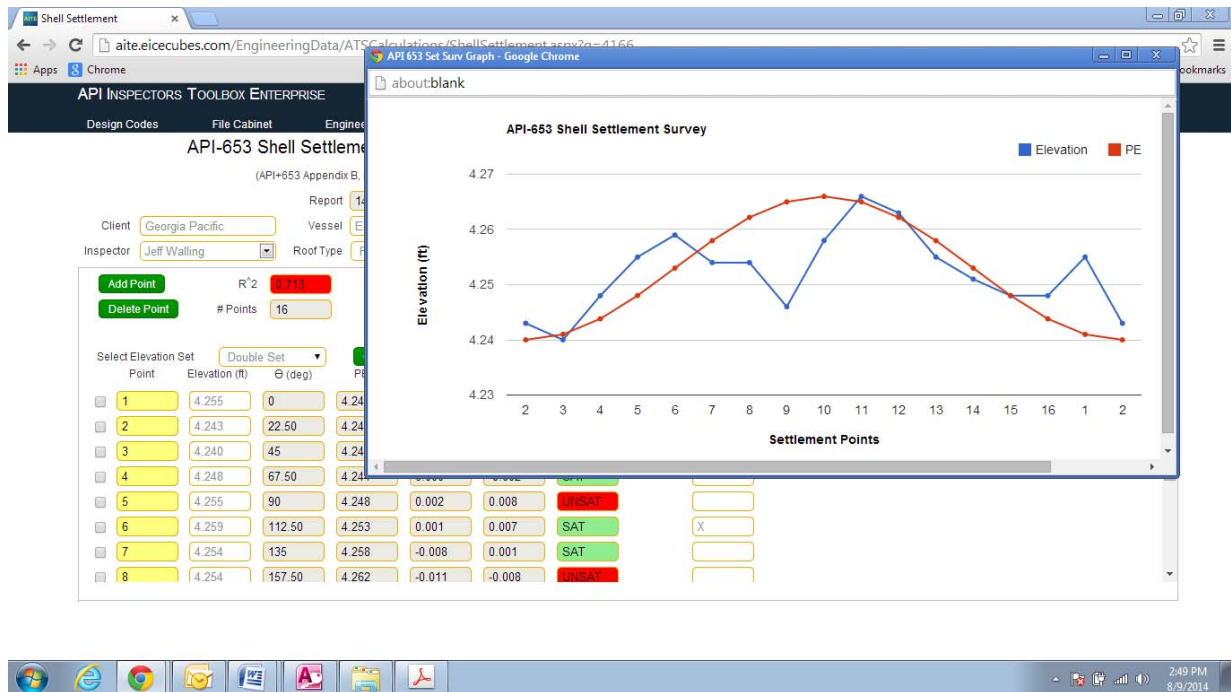 Shell Settlement
aite.eicecubes.com/EngineeringData/ATSCalculations/ShellSettlement.aspx?q=4166
Apps Chrome
API INSPECTORS TOOLBOX ENTERPRISE
Design Codes File Cabinet
API-653 Shell
(API+653 Appendix B,
Report
Client Georgia Pacific
Inspector Jeff Walling Roof Type
Add Point R^2 0.713
Delete Point # Points 16
Select Elevation Set Double Set
Point Elevation (ft) Θ (deg)
1 4.255 0
2 4.243 22.50
3 4.240 45
4 4.248 67.50
5 4.255 90 4.248 0.002 0.008 UNSAT
6 4.259 112.50 4.253 0.001 0.007 SAT X
7 4.254 135 4.258 -0.008 0.001 SAT
8 4.254 157.50 4.262 -0.011 -0.008 UNSAT
API 653 Set Surv Graph - Google Chrome
about:blank
API-653 Shell Settlement Survey
Elevation PE
4.27
4.26
4.25
4.24
4.23
Elevation (ft)
2 3 4 5 6 7 8 9 10 11 12 13 14 15 16 1 2
Settlement Points
2:49 PM
8/9/2014